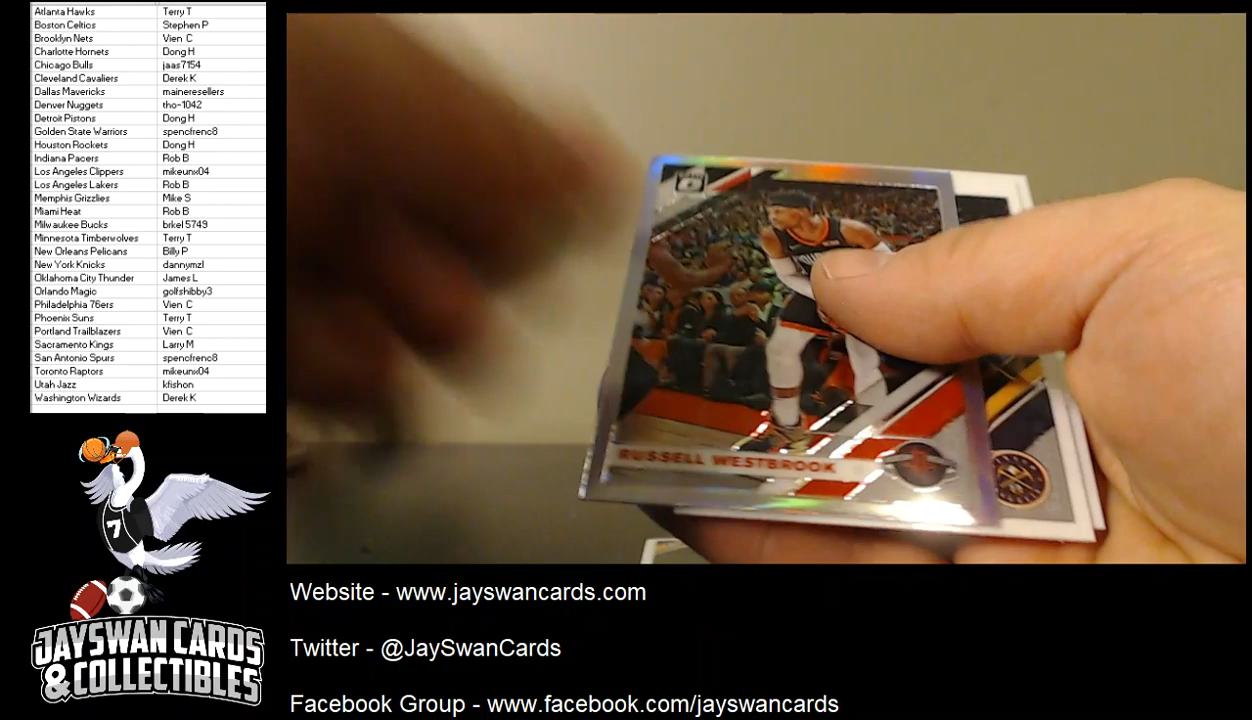 Atlanta Hawks Terry T
Boston Celtics Stephen P
Brooklyn Nets Vien C
Charlotte Hornets Dong H
Chicago Bulls jaas7154
Cleveland Cavaliers Derek K
Dallas Mavericks maineresellers
Denver Nuggets tho-1042
Detroit Pistons Dong H
Golden State Warriors spencfrenc8
Houston Rockets Dong H
Indiana Pacers Rob B
Los Angeles Clippers mikeunx04
Los Angeles Lakers Rob B
Memphis Grizzlies Mike S
Miami Heat Rob B
Milwaukee Bucks brkel5749
Minnesota Timberwolves Terry T
New Orleans Pelicans Billy P
New York Knicks dannymzl
Oklahoma City Thunder James L
Orlando Magic golfshibby3
Philadelphia 76ers Vien C
Phoenix Suns Terry T
Portland Trailblazers Vien C
Sacramento Kings Larry M
San Antonio Spurs spencfrenc8
Toronto Raptors mikeunx04
Utah Jazz kfishon
Washington Wizards Derek K
RUSSELL WESTBROOK
7
JAYSWAN CARDS
& COLLECTIBLES
Website - www.jayswancards.com
Twitter - @JaySwanCards
Facebook Group - www.facebook.com/jayswancards